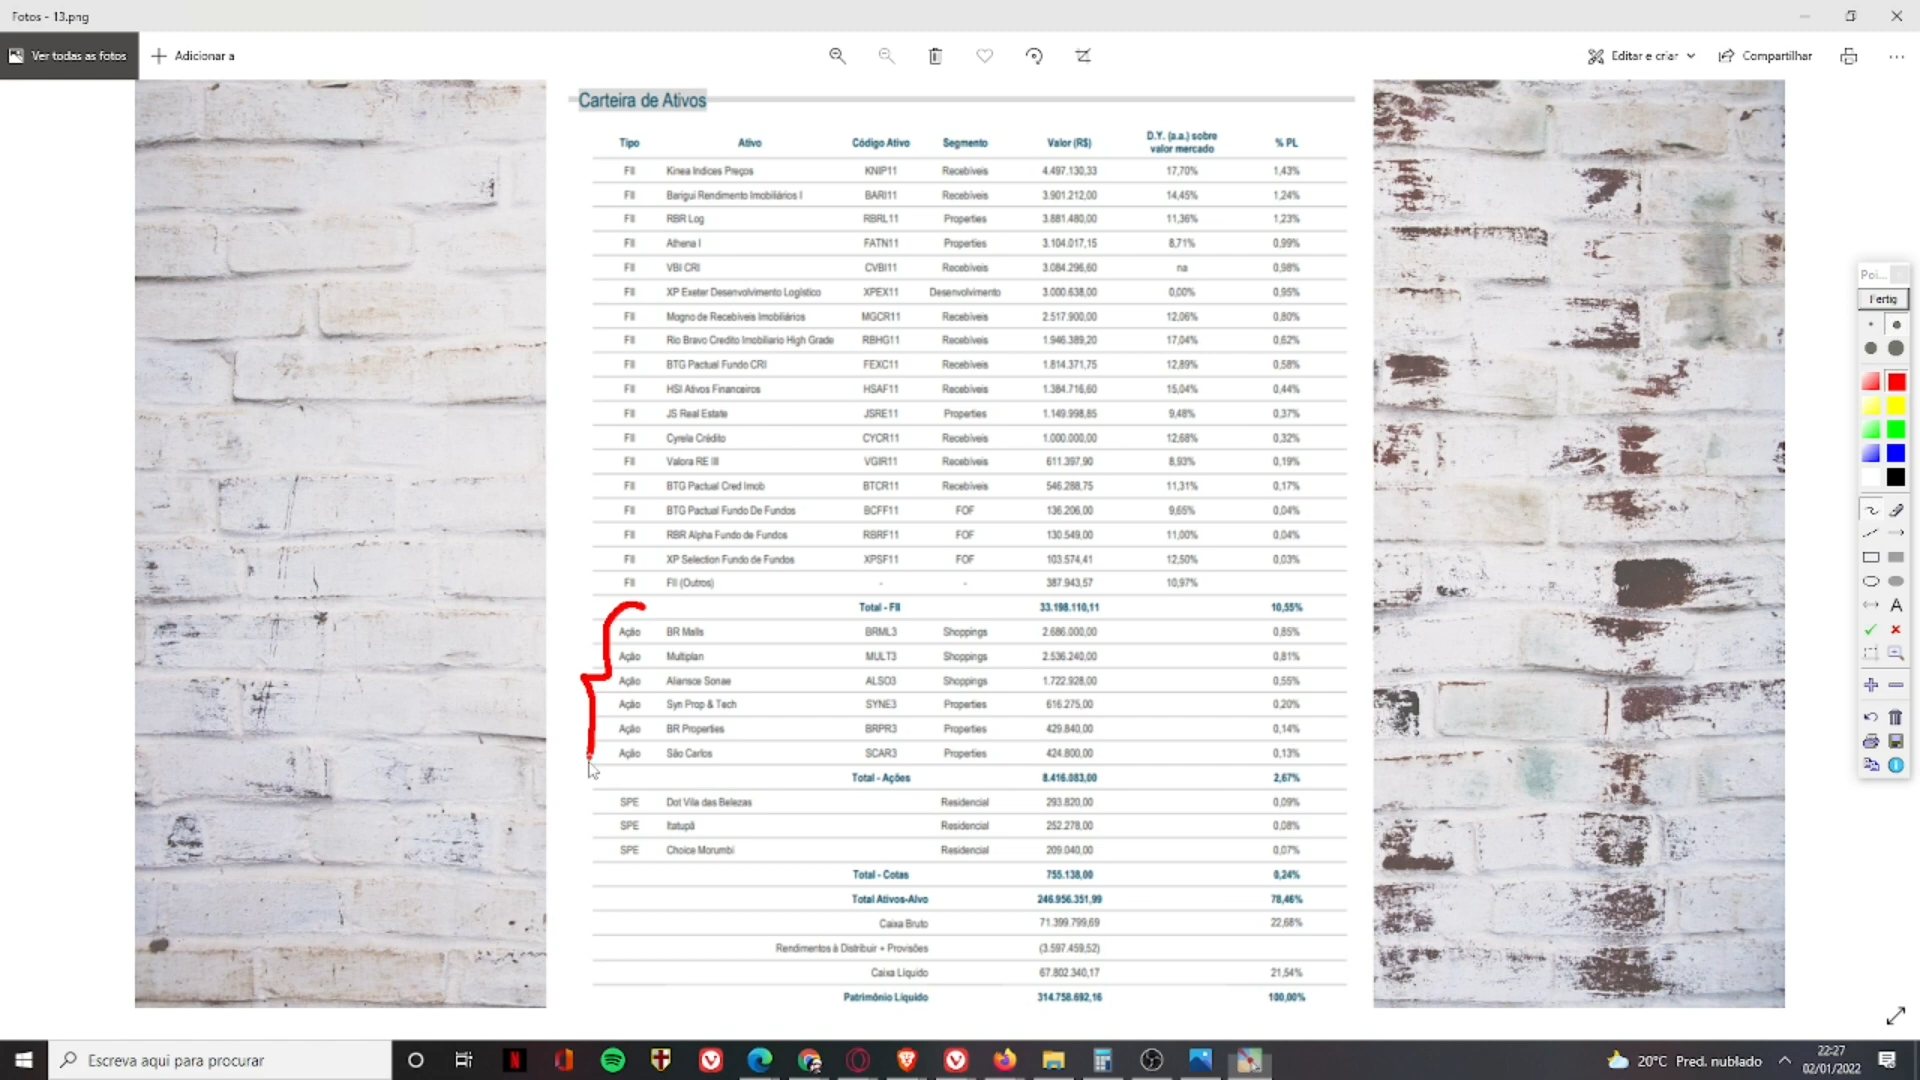 Fotos - 13.png
Ver todas as fotos
Adicionar a
Editar e criar
Compartilhar
Carteira de Ativos
Tipo Ativo Código Ativo Segmento Valor (R$) D.Y. (a.a.) sobre valor mercado % PL
FII Kinea Indices Preços KNIP11 Recebíveis 4.497.130,33 17,70% 1,43%
FII Barigui Rendimento Imobiliários I BARI11 Recebíveis 3.901.212,00 14,45% 1,24%
FII RBR Log RBRL11 Properties 3.881.480,00 11,36% 1,23%
FII Athena I FATN11 Properties 3.104.017,15 8,71% 0,99%
FII VBI CRI CVBI11 Recebíveis 3.084.296,60 na 0,98%
FII XP Exeter Desenvolvimento Logístico XPEX11 Desenvolvimento 3.000.638,00 0,00% 0,95%
FII Mogno de Recebíveis Imobiliários MGCR11 Recebíveis 2.517.900,00 12,06% 0,80%
FII Rio Bravo Credito Imobiliario High Grade RBHG11 Recebíveis 1.946.389,20 17,04% 0,62%
FII BTG Pactual Fundo CRI FEXC11 Recebíveis 1.814.371,75 12,89% 0,58%
FII HSI Ativos Financeiros HSAF11 Recebíveis 1.384.716,60 15,04% 0,44%
FII JS Real Estate JSRE11 Properties 1.149.998,85 9,48% 0,37%
FII Cyrela Crédito CYCR11 Recebíveis 1.000.000,00 12,68% 0,32%
FII Valora RE III VGIR11 Recebíveis 611.397,90 8,93% 0,19%
FII BTG Pactual Cred Imob BTCR11 Recebíveis 546.288,75 11,31% 0,17%
FII BTG Pactual Fundo De Fundos BCFF11 FOF 136.206,00 9,65% 0,04%
FII RBR Alpha Fundo de Fundos RBRF11 FOF 130.549,00 11,00% 0,04%
FII XP Selection Fundo de Fundos XPSF11 FOF 103.574,41 12,50% 0,03%
FII FII (Outros) - - 387.943,57 10,97%
Total - FII 33.198.110,11 10,55%
Ação BR Malls BRML3 Shoppings 2.686.000,00 0,85%
Ação Multiplan MULT3 Shoppings 2.536.240,00 0,81%
Ação Aliansce Sonae ALSO3 Shoppings 1.722.928,00 0,55%
Ação Syn Prop & Tech SYNE3 Properties 616.275,00 0,20%
Ação BR Properties BRPR3 Properties 429.840,00 0,14%
Ação São Carlos SCAR3 Properties 424.800,00 0,13%
Total - Ações 8.416.083,00 2,67%
SPE Dot Vila das Belezas Residencial 293.820,00 0,09%
SPE Itatupã Residencial 252.278,00 0,08%
SPE Choice Morumbi Residencial 209.040,00 0,07%
Total - Cotas 755.138,00 0,24%
Total Ativos-Alvo 246.956.351,99 78,46%
Caixa Bruto 71.399.799,69 22,68%
Rendimentos à Distribuir + Provisões (3.597.459,52)
Caixa Líquido 67.802.340,17 21,54%
Patrimônio Líquido 314.758.692,16 100,00%
Poi...
Fertig
A
Escreva aqui para procurar
20°C Pred. nublado
22:27
02/01/2022